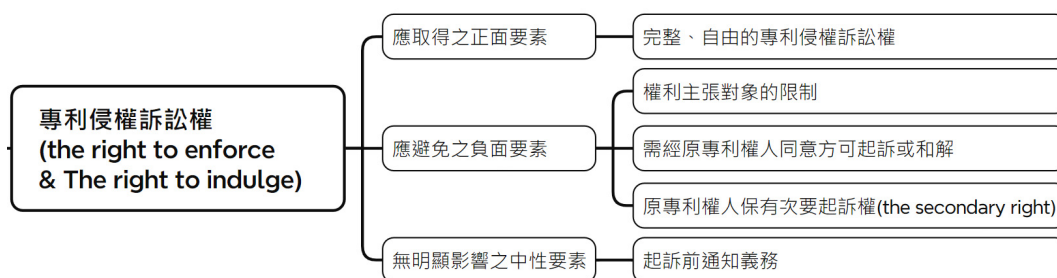 專利侵權訴訟權
(the right to enforce
& The right to indulge)
應取得之正面要素
完整、自由的專利侵權訴訟權
應避免之負面要素
權利主張對象的限制
需經原專利權人同意方可起訴或和解
原專利權人保有次要起訴權(the secondary right)
無明顯影響之中性要素
起訴前通知義務